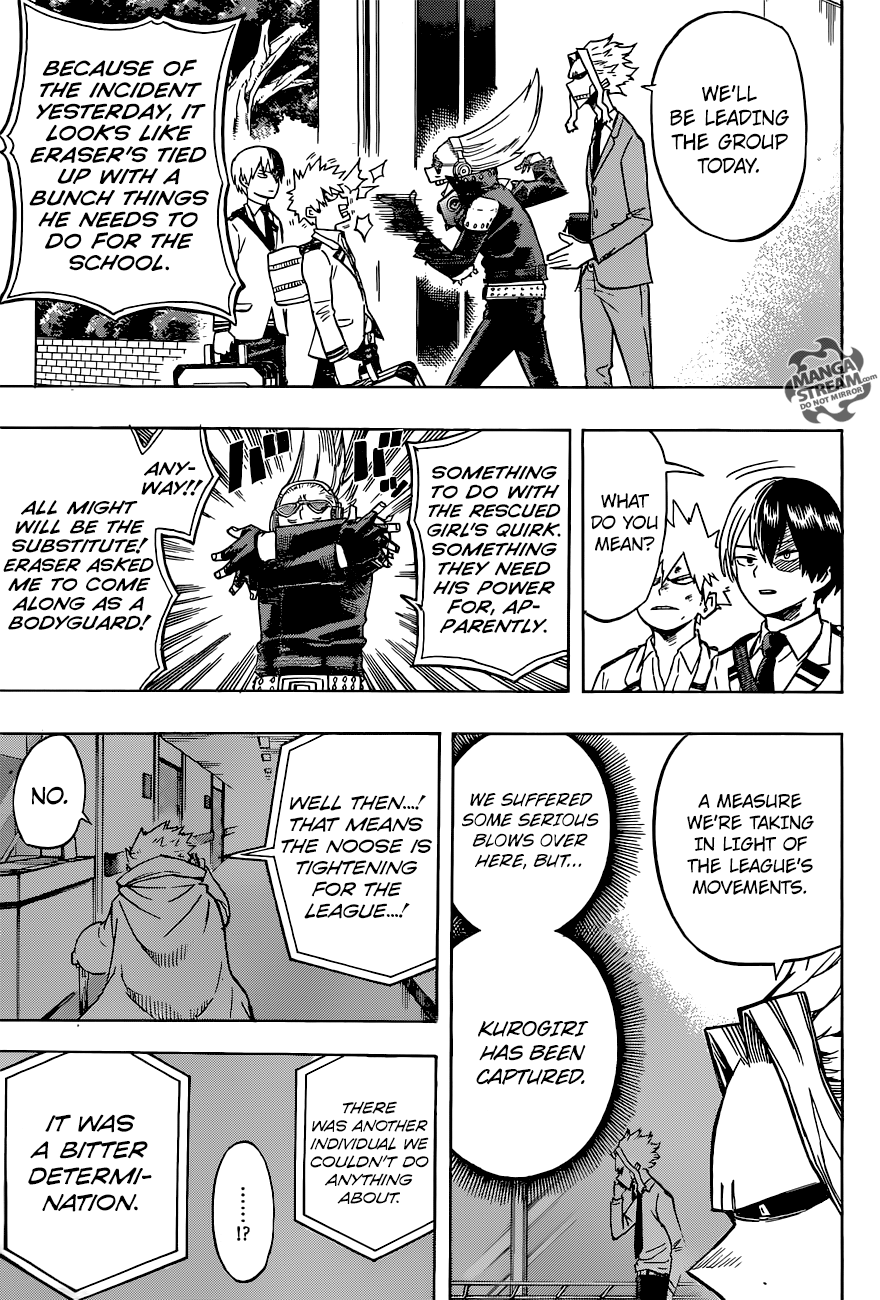 WE'LL
BE LEADING
THE GROUP
TODAY.
BECAUSE OF
THE INCIDENT
YESTERDAY, IT
LOOKS LIKE
ERASER'S TIED
UP WITH A
BUNCH THINGS
HE NEEDS TO
DO FOR THE
SCHOOL.
MANGA
STREAM.com
DO NOT MIRROR
WHAT
DO YOU
MEAN?
SOMETHING
TO DO WITH
THE RESCUED
GIRL'S QUIRK.
SOMETHING
THEY NEED
HIS POWER
FOR, AP-
PARENTLY.
ANY-
WAY!!
ALL MIGHT
WILL BE THE
SUBSTITUTE!
ERASER ASKED
ME TO COME
ALONG AS A
BODYGUARD!
A MEASURE
WE'RE TAKING
IN LIGHT OF
THE LEAGUE'S
MOVEMENTS.
WE SUFFERED
SOME SERIOUS
BLOWS OVER
HERE, BUT...
KUROGIRI
HAS BEEN
CAPTURED.
WELL THEN....!
THAT MEANS
THE NOOSE IS
TIGHTENING
FOR THE
LEAGUE....!
NO.
THERE
WAS ANOTHER
INDIVIDUAL WE
COULDN'T DO
ANYTHING
ABOUT.
......
!?
IT WAS
A BITTER
DETERMI-
NATION.